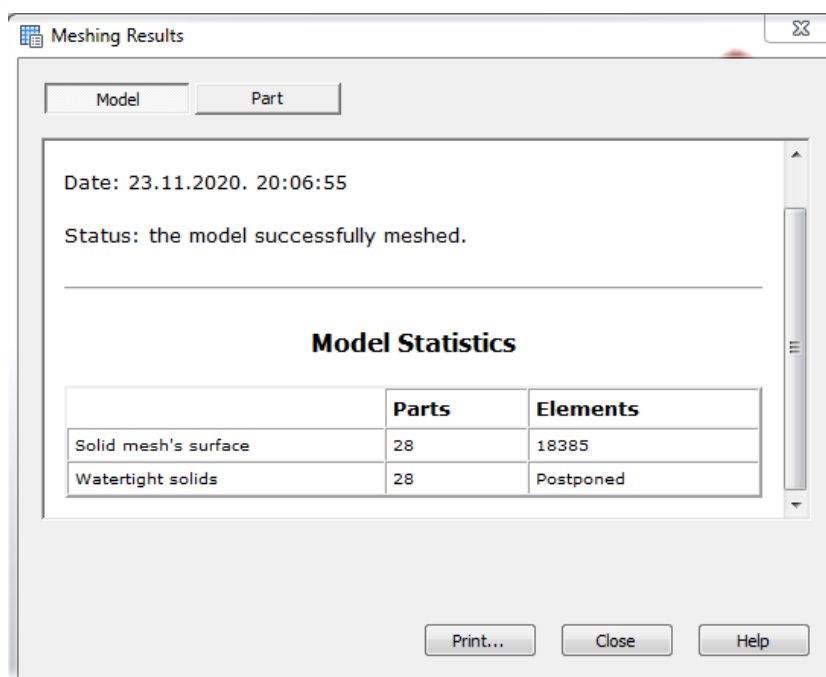 Meshing Results
Model Part
Date: 23.11.2020. 20:06:55
Status: the model successfully meshed.
Model Statistics
Parts Elements
Solid mesh's surface 28 18385
Watertight solids 28 Postponed
Print... Close Help